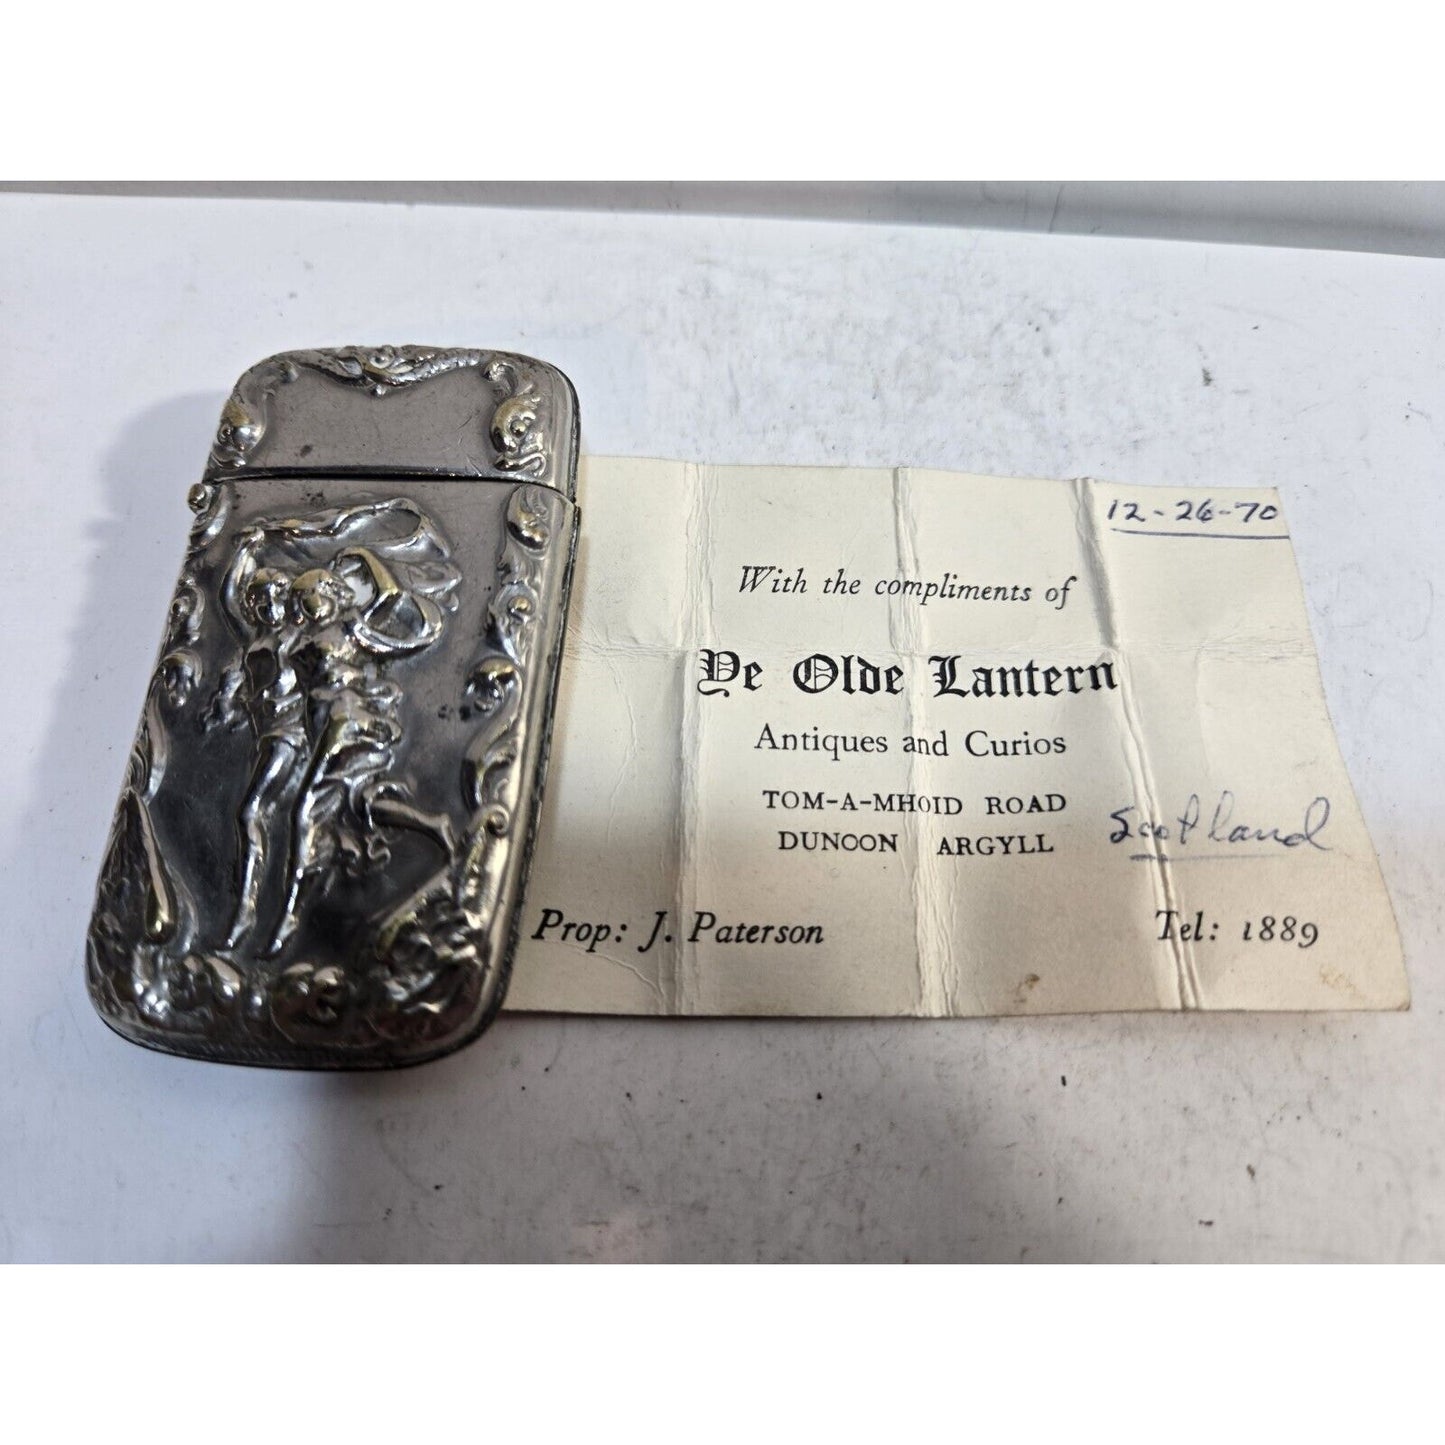 12-26-70
With the compliments of
Ye Olde Lantern
Antiques and Curios
TOM-A-MHOID ROAD
DUNOON ARGYLL
Scotland
Prop: J. Paterson Tel: 1889